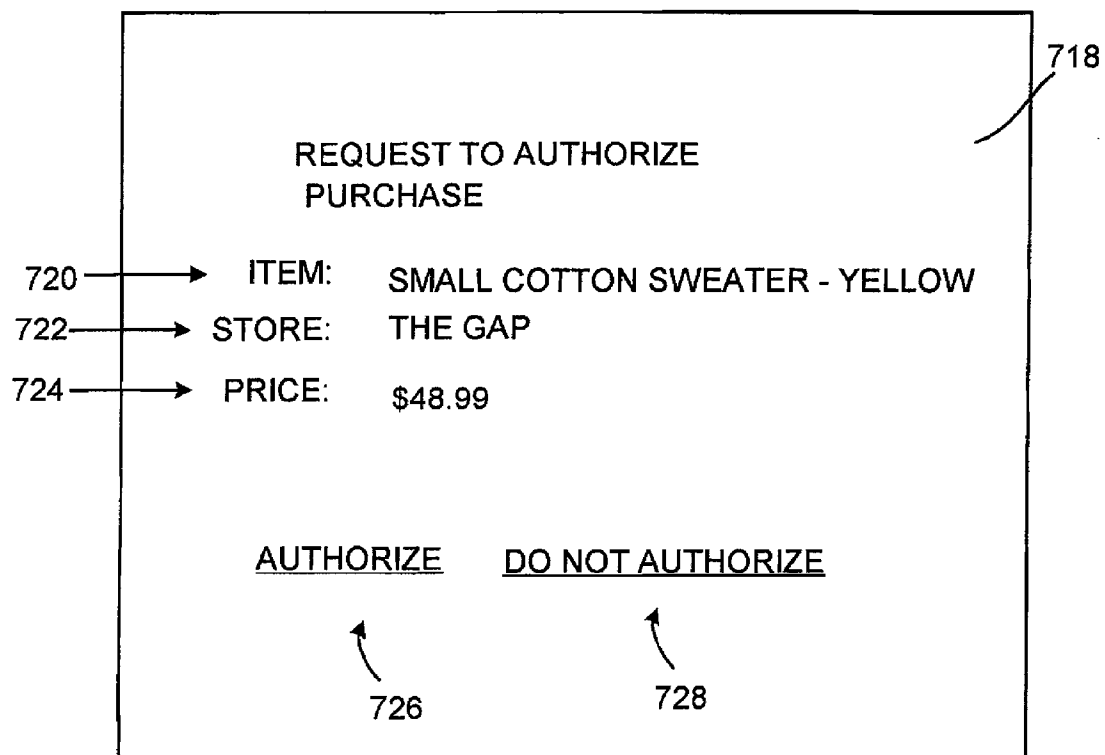 718
REQUEST TO AUTHORIZE
PURCHASE
720 ITEM: SMALL COTTON SWEATER - YELLOW
722 STORE: THE GAP
724 PRICE: $48.99
AUTHORIZE DO NOT AUTHORIZE
726 728